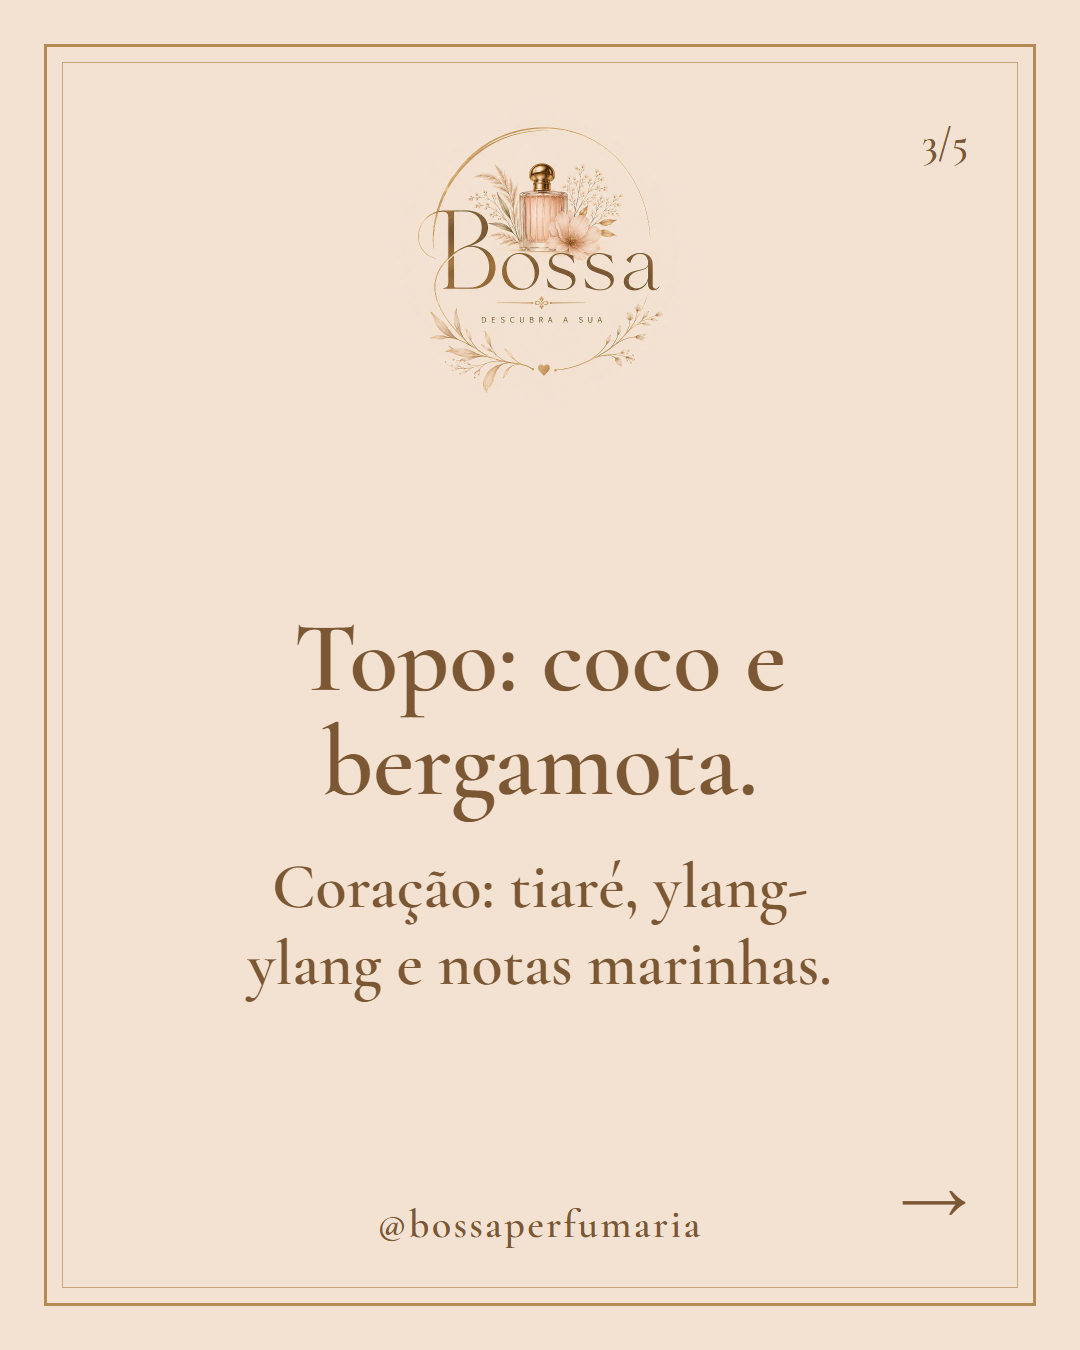 3/5
Bossa
DESCUBRA A SUA
Topo: coco e
bergamota.
Coração: tiaré, ylang-
ylang e notas marinhas.
→
@bossaperfumaria